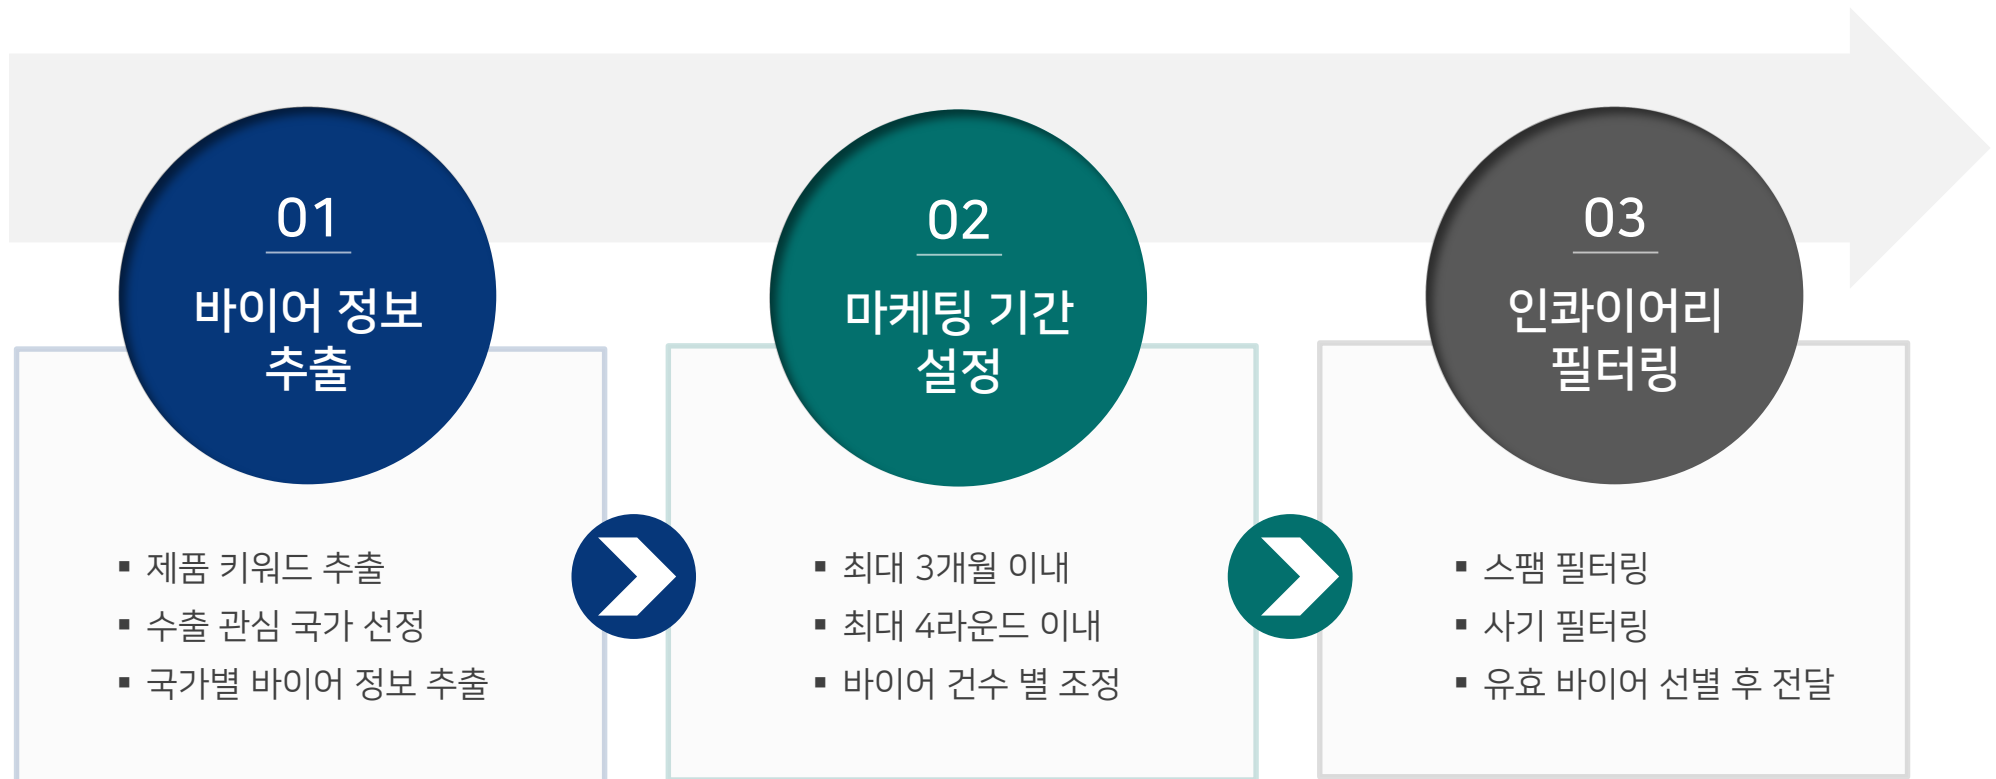 01
바이어 정보
추출
▪ 제품 키워드 추출
▪ 수출 관심 국가 선정
▪ 국가별 바이어 정보 추출
02
마케팅 기간
설정
▪ 최대 3개월 이내
▪ 최대 4라운드 이내
▪ 바이어 건수 별 조정
03
인콰이어리
필터링
▪ 스팸 필터링
▪ 사기 필터링
▪ 유효 바이어 선별 후 전달